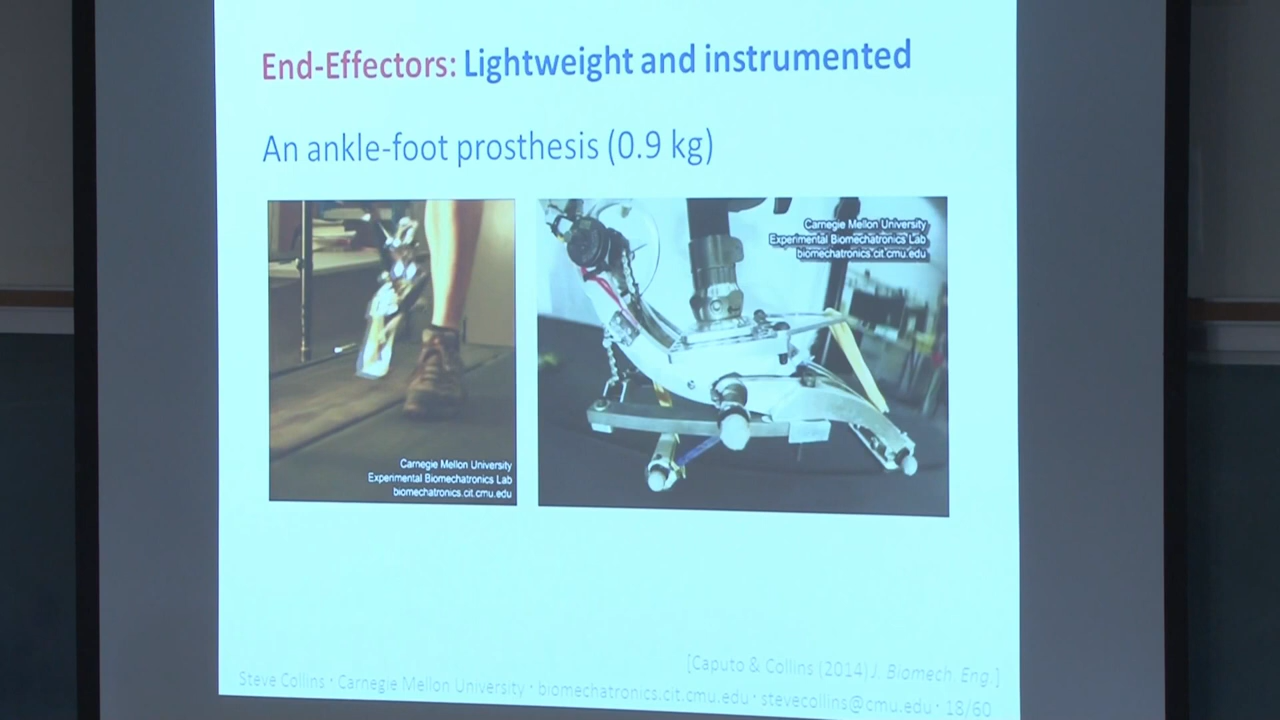 End-Effectors: Lightweight and instrumented
An ankle-foot prosthesis (0.9 kg)
Carnegie Mellon University
Experimental Biomechatronics Lab
biomechatronics.cit.cmu.edu
Carnegie Mellon University
Experimental Biomechatronics Lab
biomechatronics.cit.cmu.edu
[Caputo & Collins (2014) J. Biomech. Eng.]
Steve Collins · Carnegie Mellon University · biomechatronics.cit.cmu.edu · stevecollins@cmu.edu · 18/60